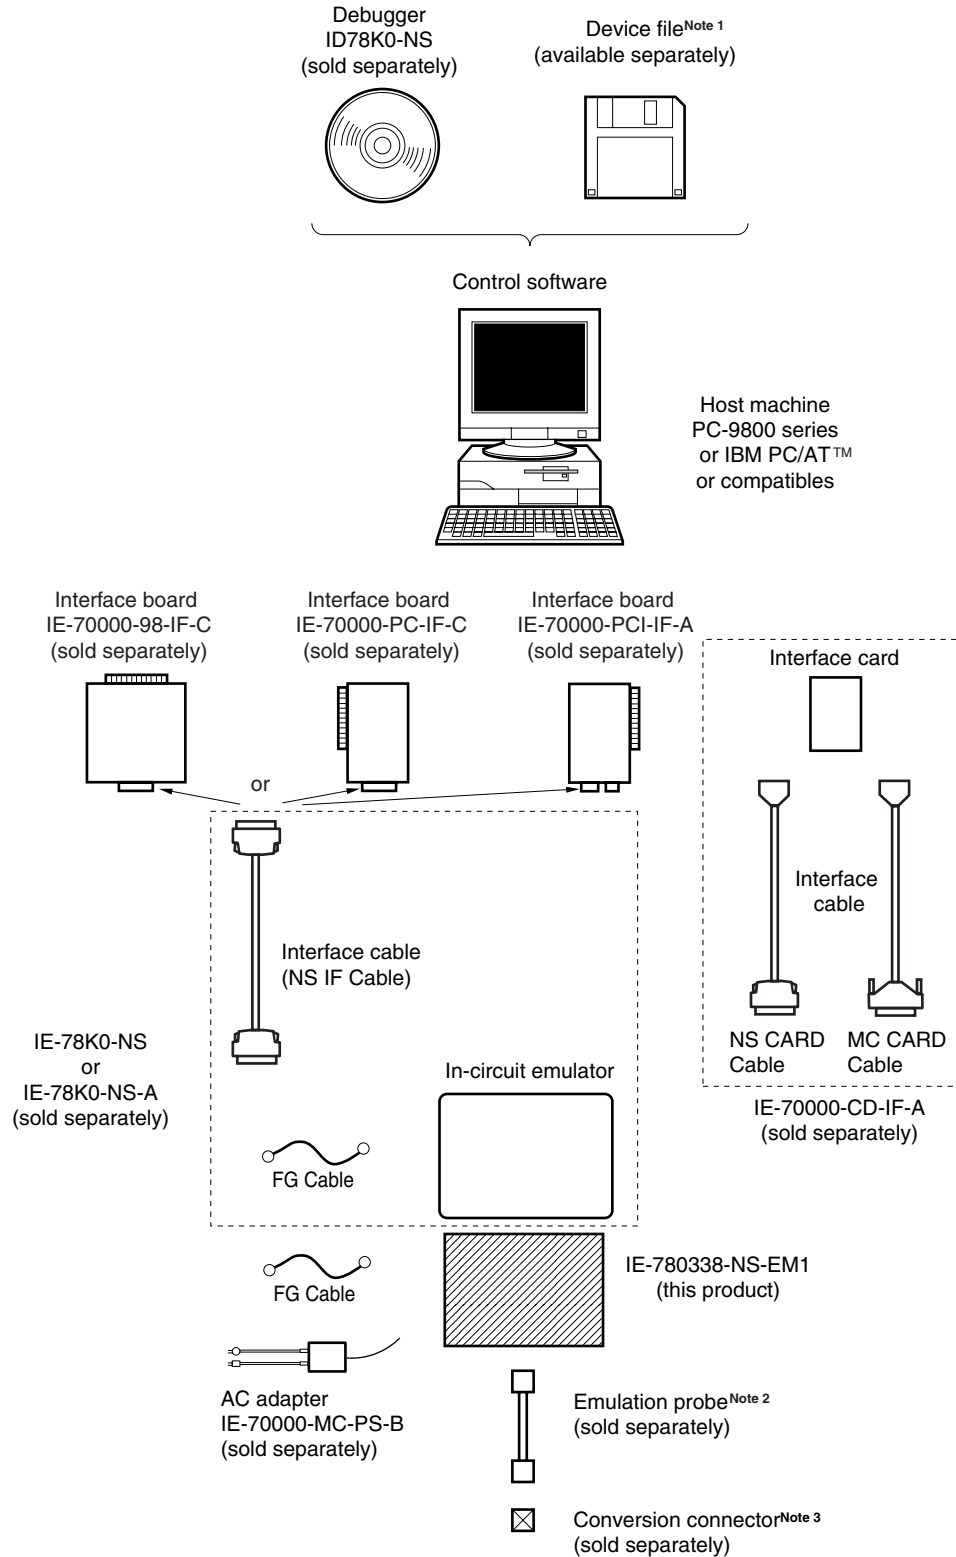 Debugger
ID78K0-NS
(sold separately)
Device fileNote 1
(available separately)
Control software
Host machine
PC-9800 series
or IBM PC/AT™
or compatibles
Interface board
IE-70000-98-IF-C
(sold separately)
Interface board
IE-70000-PC-IF-C
(sold separately)
Interface board
IE-70000-PCI-IF-A
(sold separately)
Interface card
or
Interface
cable
Interface cable
(NS IF Cable)
NS CARD
Cable
MC CARD
Cable
IE-78K0-NS
or
IE-78K0-NS-A
(sold separately)
In-circuit emulator
IE-70000-CD-IF-A
(sold separately)
FG Cable
FG Cable
IE-780338-NS-EM1
(this product)
AC adapter
IE-70000-MC-PS-B
(sold separately)
Emulation probeNote 2
(sold separately)
Conversion connectorNote 3
(sold separately)